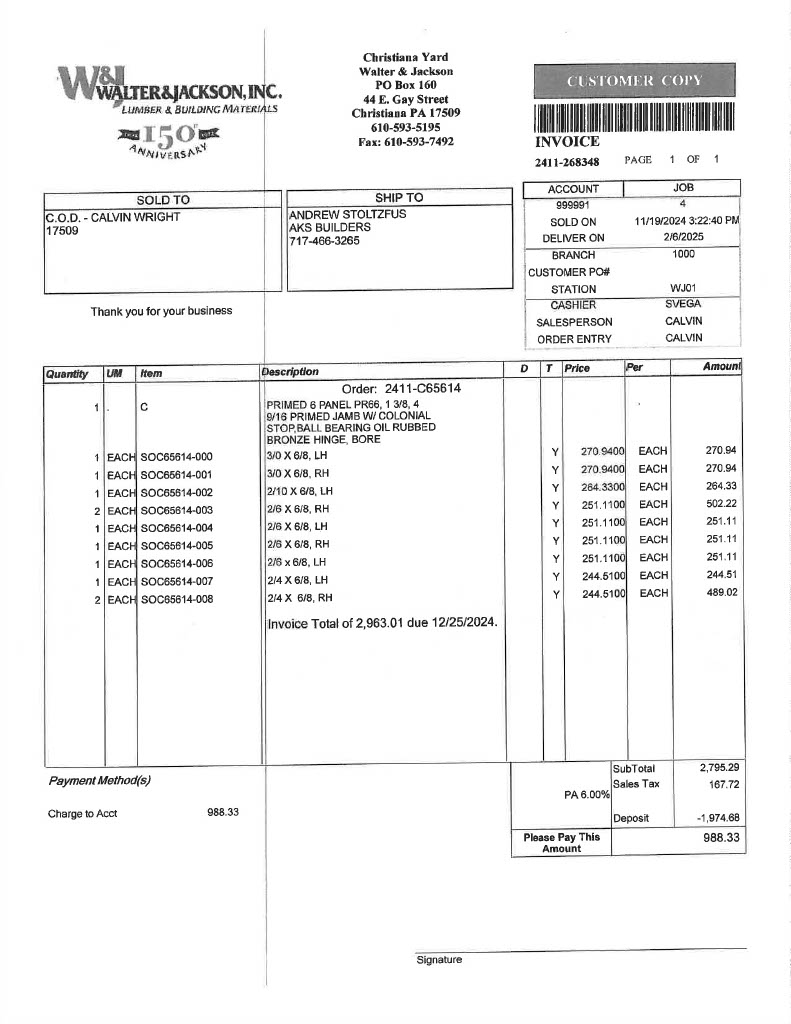 W&J
WALTER&JACKSON, INC.
LUMBER & BUILDING MATERIALS
150
ANNIVERSARY
Christiana Yard
Walter & Jackson
PO Box 160
44 E. Gay Street
Christiana PA 17509
610-593-5195
Fax: 610-593-7492
CUSTOMER COPY
INVOICE
2411-268348 PAGE 1 OF 1
SOLD TO
C.O.D. - CALVIN WRIGHT
17509
SHIP TO
ANDREW STOLTZFUS
AKS BUILDERS
717-466-3265
ACCOUNT JOB
999991 4
SOLD ON 11/19/2024 3:22:40 PM
DELIVER ON 2/6/2025
BRANCH 1000
CUSTOMER PO#
STATION WJ01
CASHIER SVEGA
SALESPERSON CALVIN
ORDER ENTRY CALVIN
Thank you for your business
Quantity UM Item Description D T Price Per Amount
Order: 2411-C65614
1 . C PRIMED 6 PANEL PR66, 1 3/8, 4
9/16 PRIMED JAMB W/ COLONIAL
STOP,BALL BEARING OIL RUBBED
BRONZE HINGE, BORE
1 EACH SOC65614-000 3/0 X 6/8, LH Y 270.9400 EACH 270.94
1 EACH SOC65614-001 3/0 X 6/8, RH Y 270.9400 EACH 270.94
1 EACH SOC65614-002 2/10 X 6/8, LH Y 264.3300 EACH 264.33
2 EACH SOC65614-003 2/6 X 6/8, RH Y 251.1100 EACH 502.22
1 EACH SOC65614-004 2/6 X 6/8, LH Y 251.1100 EACH 251.11
1 EACH SOC65614-005 2/6 X 6/8, RH Y 251.1100 EACH 251.11
1 EACH SOC65614-006 2/6 x 6/8, LH Y 251.1100 EACH 251.11
1 EACH SOC65614-007 2/4 X 6/8, LH Y 244.5100 EACH 244.51
2 EACH SOC65614-008 2/4 X 6/8, RH Y 244.5100 EACH 489.02
Invoice Total of 2,963.01 due 12/25/2024.
Payment Method(s)
Charge to Acct 988.33
SubTotal 2,795.29
PA 6.00% Sales Tax 167.72
Deposit -1,974.68
Please Pay This
Amount 988.33
Signature